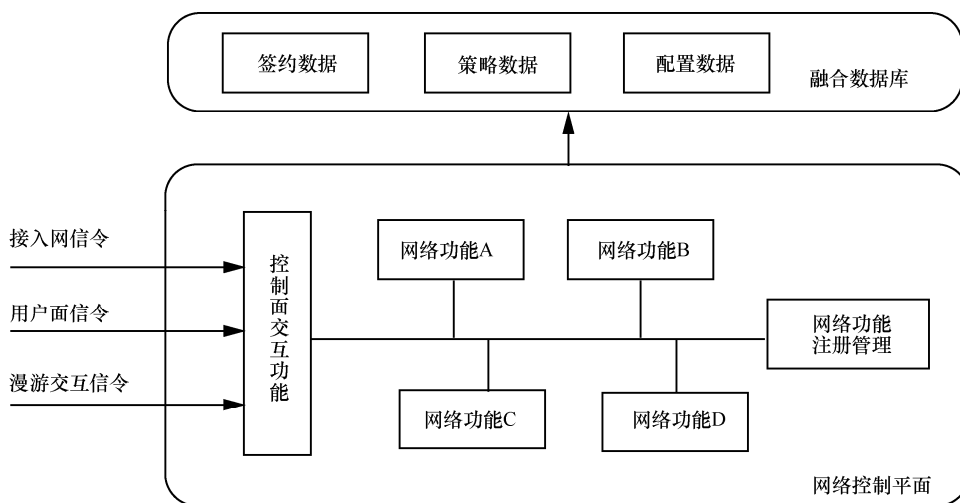 签约数据
策略数据
配置数据
融合数据库
接入网信令
用户面信令
漫游交互信令
控制面交互功能
网络功能A
网络功能B
网络功能C
网络功能D
网络功能
注册管理
网络控制平面